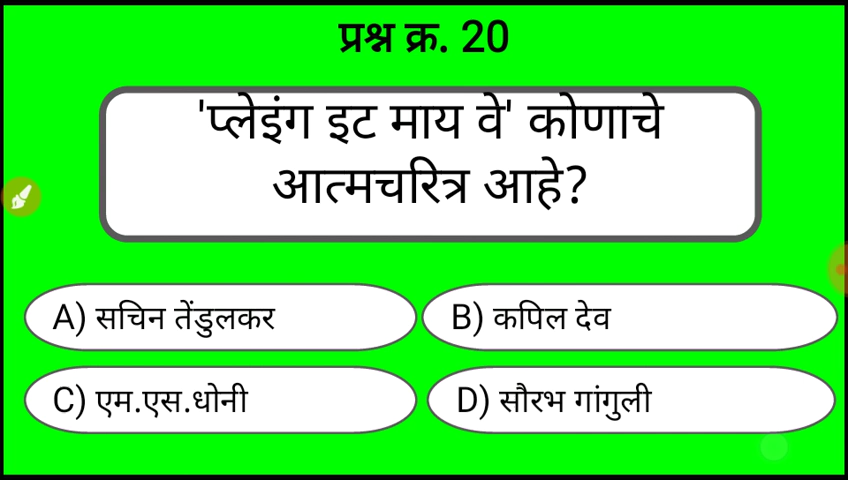 प्रश्न क्र. 20
'प्लेइंग इट माय वे' कोणाचे
आत्मचरित्र आहे?
A) सचिन तेंडुलकर
B) कपिल देव
C) एम.एस.धोनी
D) सौरभ गांगुली